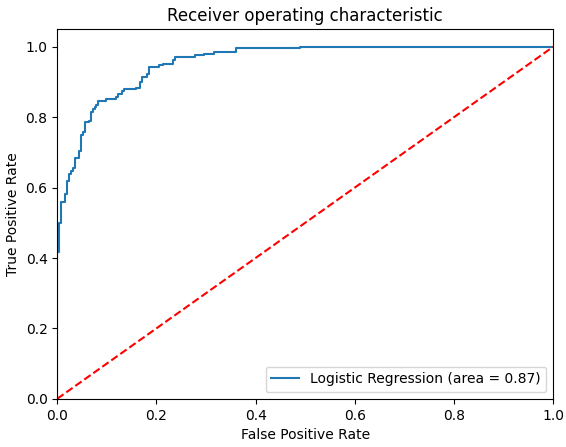 Receiver operating characteristic
1.0
0.8
0.6
0.4
0.2
0.0
True Positive Rate
0.0 0.2 0.4 0.6 0.8 1.0
False Positive Rate
Logistic Regression (area = 0.87)